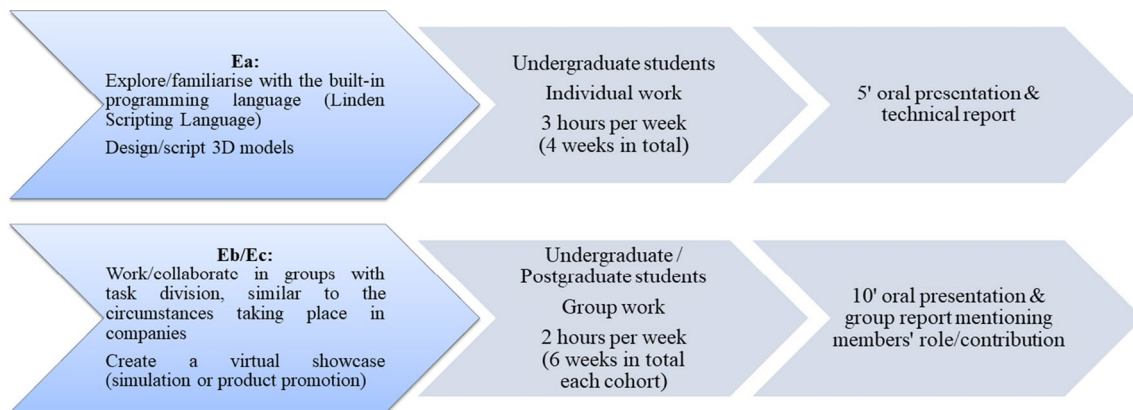 Ea:
Explore/familiarise with the built-in
programming language (Linden
Scripting Language)
Design/script 3D models
Undergraduate students
Individual work
3 hours per week
(4 weeks in total)
5' oral presentation &
technical report
Eb/Ec:
Work/collaborate in groups with
task division, similar to the
circumstances taking place in
companies
Create a virtual showcase
(simulation or product promotion)
Undergraduate /
Postgraduate students
Group work
2 hours per week
(6 weeks in total
each cohort)
10' oral presentation &
group report mentioning
members' role/contribution